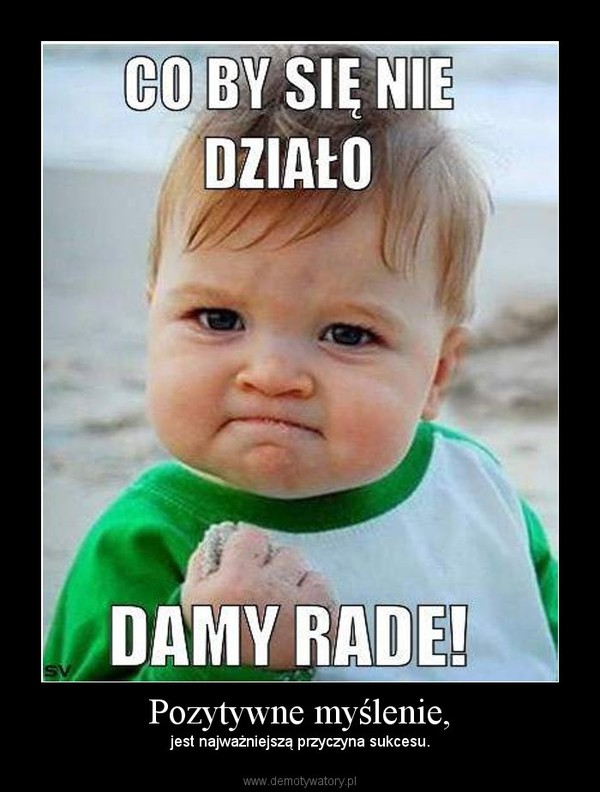 CO BY SIĘ NIE
DZIAŁO
DAMY RADE!
SV
Pozytywne myślenie,
jest najważniejszą przyczyna sukcesu.
www.demotywatory.pl